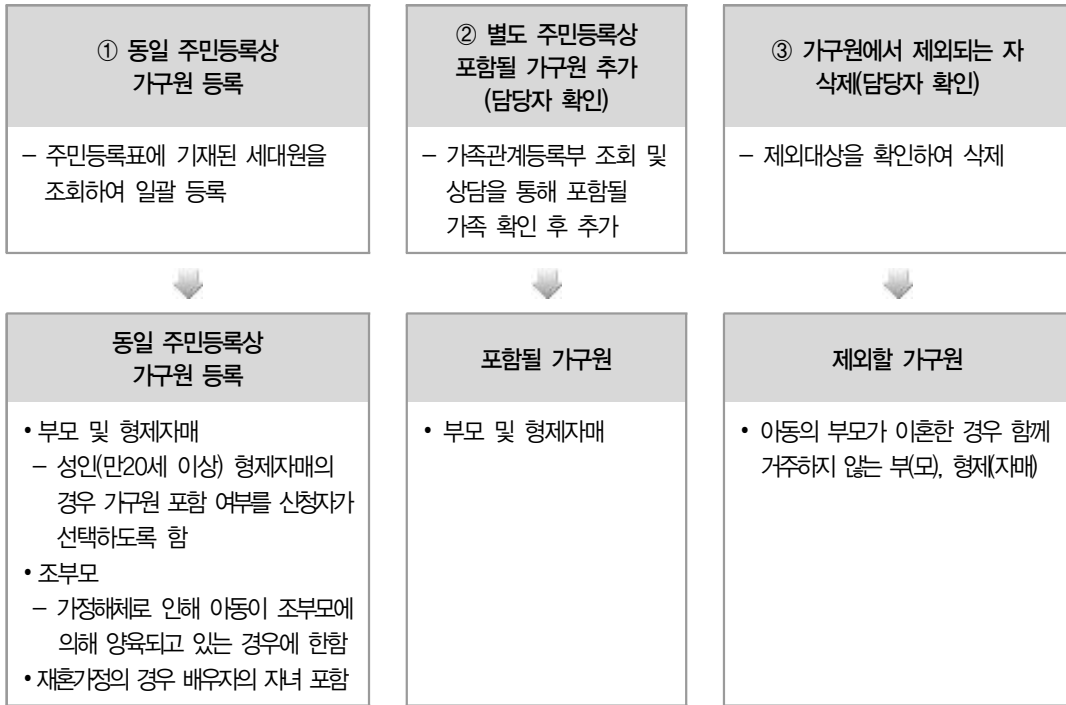 ① 동일 주민등록상
가구원 등록
– 주민등록표에 기재된 세대원을
조회하여 일괄 등록
② 별도 주민등록상
포함될 가구원 추가
(담당자 확인)
– 가족관계등록부 조회 및
상담을 통해 포함될
가족 확인 후 추가
③ 가구원에서 제외되는 자
삭제(담당자 확인)
– 제외대상을 확인하여 삭제
동일 주민등록상
가구원 등록
• 부모 및 형제자매
– 성인(만20세 이상) 형제자매의
경우 가구원 포함 여부를 신청자가
선택하도록 함
• 조부모
– 가정해체로 인해 아동이 조부모에
의해 양육되고 있는 경우에 한함
• 재혼가정의 경우 배우자의 자녀 포함
포함될 가구원
• 부모 및 형제자매
제외할 가구원
• 아동의 부모가 이혼한 경우 함께
거주하지 않는 부(모), 형제(자매)